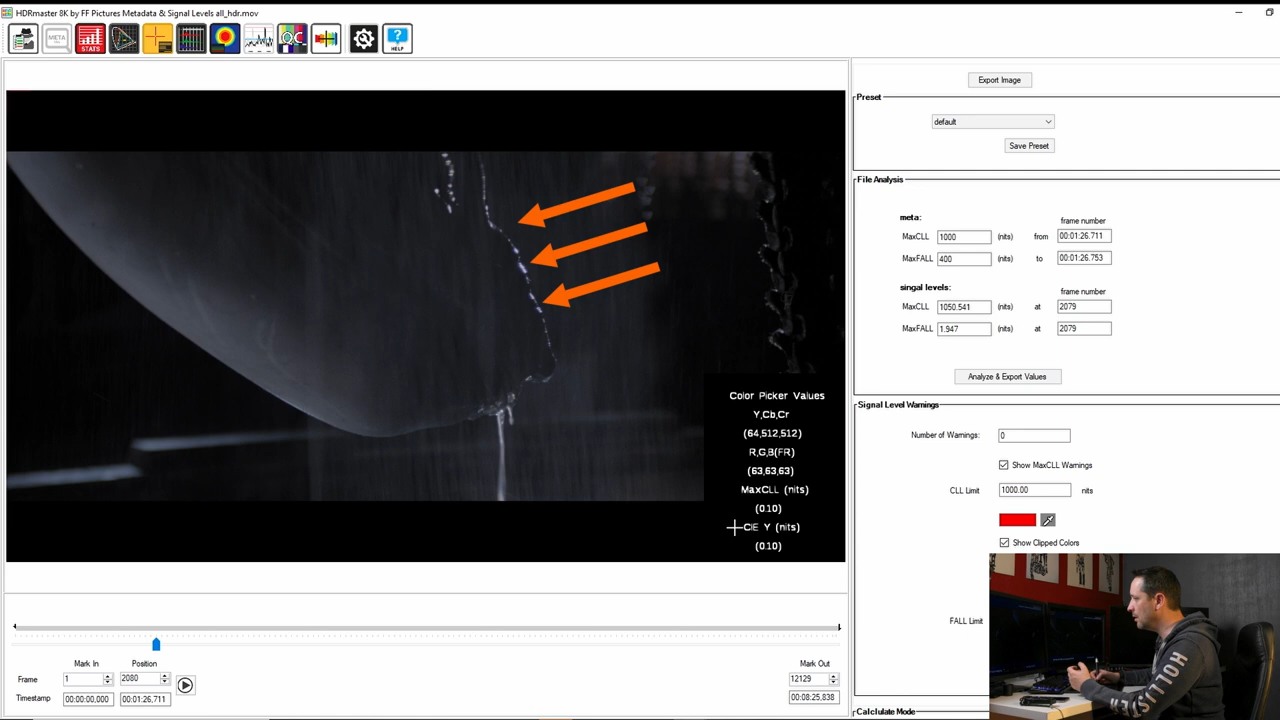 HDRmaster 8K by FF Pictures Metadata & Signal Levels all_hdr.mov
META
STATS
QC
HELP
Export Image
Preset
default
Save Preset
File Analysis
meta:
frame number
MaxCLL 1000 (nits) from 00:01:26.711
MaxFALL 400 (nits) to 00:01:26.753
singal levels:
frame number
MaxCLL 1050.541 (nits) at 2079
MaxFALL 1.947 (nits) at 2079
Analyze & Export Values
Signal Level Warnings
Number of Warnings: 0
Show MaxCLL Warnings
CLL Limit 1000.00 nits
Show Clipped Colors
FALL Limit
Calclulate Mode
Color Picker Values
Y,Cb,Cr
(64,512,512)
R,G,B(FR)
(63,63,63)
MaxCLL (nits)
(0.10)
CIE Y (nits)
(0.10)
Mark In Position Mark Out
Frame 1 2080 12129
Timestamp 00:00:00,000 00:01:26,711 00:08:25,838
HOLLISTER